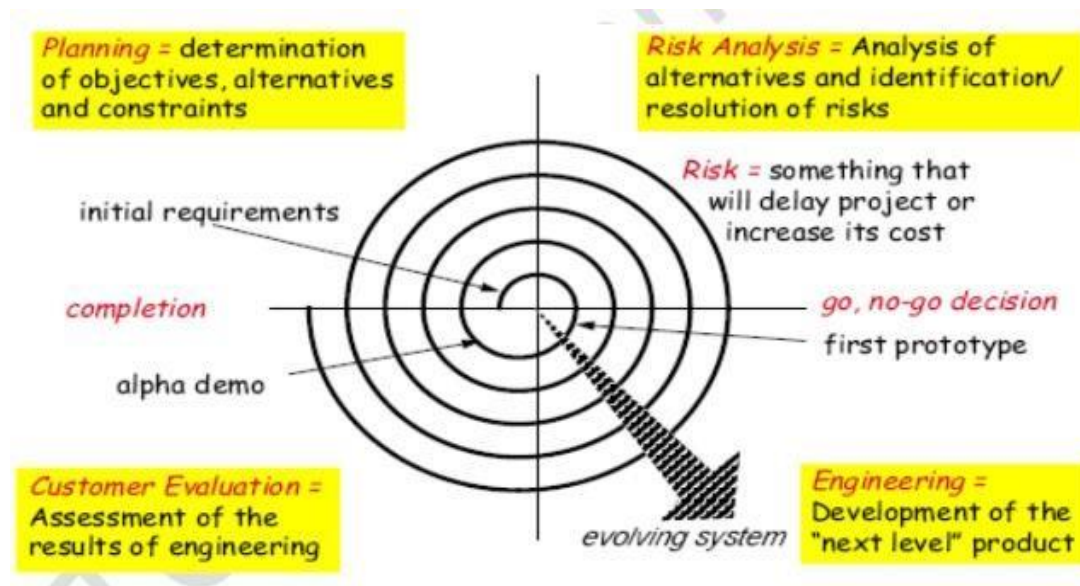 Planning = determination
of objectives, alternatives
and constraints
Risk Analysis = Analysis of
alternatives and identification/
resolution of risks
Risk = something that
will delay project or
increase its cost
initial requirements
completion
go, no-go decision
first prototype
alpha demo
Customer Evaluation =
Assessment of the
results of engineering
Engineering =
Development of the
"next level" product
evolving system